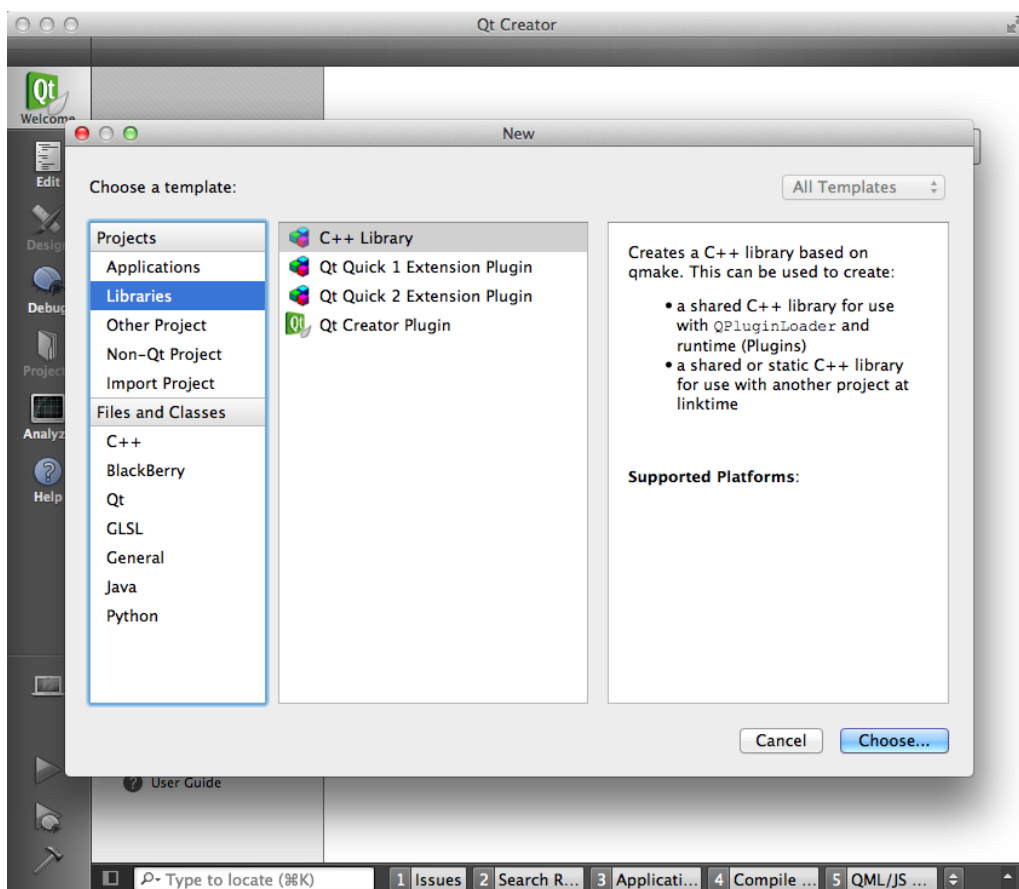 Qt Creator
Qt
Welcome
New
Edit
Choose a template:
All Templates
Design
Debug
Project
Analyz
Help
Projects
Applications
Libraries
Other Project
Non-Qt Project
Import Project
Files and Classes
C++
BlackBerry
Qt
GLSL
General
Java
Python
C++ Library
Qt Quick 1 Extension Plugin
Qt Quick 2 Extension Plugin
Qt Creator Plugin
Creates a C++ library based on
qmake. This can be used to create:
• a shared C++ library for use
with QPluginLoader and
runtime (Plugins)
• a shared or static C++ library
for use with another project at
linktime
Supported Platforms:
Cancel
Choose...
User Guide
Type to locate (⌘K)
1 Issues
2 Search R...
3 Applicati...
4 Compile ...
5 QML/JS ...